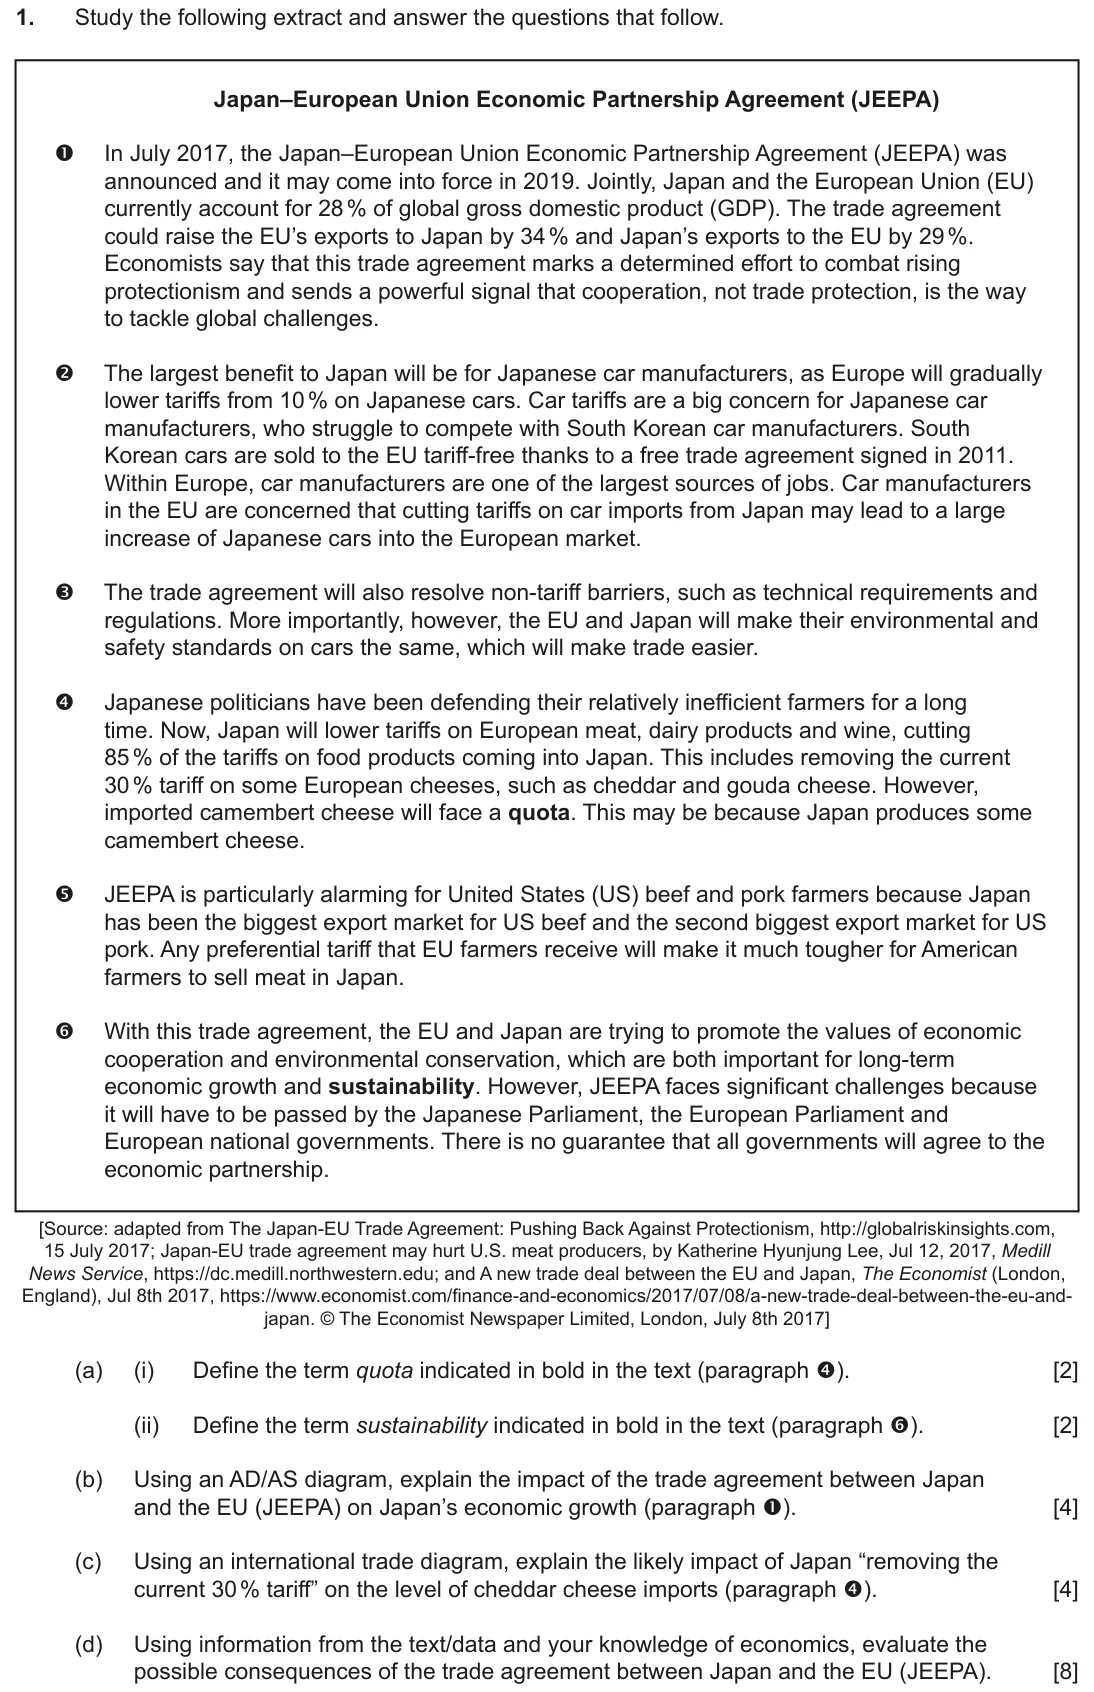 1. Study the following extract and answer the questions that follow.
Japan–European Union Economic Partnership Agreement (JEEPA)
❶ In July 2017, the Japan–European Union Economic Partnership Agreement (JEEPA) was
announced and it may come into force in 2019. Jointly, Japan and the European Union (EU)
currently account for 28 % of global gross domestic product (GDP). The trade agreement
could raise the EU’s exports to Japan by 34 % and Japan’s exports to the EU by 29 %.
Economists say that this trade agreement marks a determined effort to combat rising
protectionism and sends a powerful signal that cooperation, not trade protection, is the way
to tackle global challenges.
❷ The largest benefit to Japan will be for Japanese car manufacturers, as Europe will gradually
lower tariffs from 10 % on Japanese cars. Car tariffs are a big concern for Japanese car
manufacturers, who struggle to compete with South Korean car manufacturers. South
Korean cars are sold to the EU tariff-free thanks to a free trade agreement signed in 2011.
Within Europe, car manufacturers are one of the largest sources of jobs. Car manufacturers
in the EU are concerned that cutting tariffs on car imports from Japan may lead to a large
increase of Japanese cars into the European market.
❸ The trade agreement will also resolve non-tariff barriers, such as technical requirements and
regulations. More importantly, however, the EU and Japan will make their environmental and
safety standards on cars the same, which will make trade easier.
❹ Japanese politicians have been defending their relatively inefficient farmers for a long
time. Now, Japan will lower tariffs on European meat, dairy products and wine, cutting
85 % of the tariffs on food products coming into Japan. This includes removing the current
30 % tariff on some European cheeses, such as cheddar and gouda cheese. However,
imported camembert cheese will face a quota. This may be because Japan produces some
camembert cheese.
❺ JEEPA is particularly alarming for United States (US) beef and pork farmers because Japan
has been the biggest export market for US beef and the second biggest export market for US
pork. Any preferential tariff that EU farmers receive will make it much tougher for American
farmers to sell meat in Japan.
❻ With this trade agreement, the EU and Japan are trying to promote the values of economic
cooperation and environmental conservation, which are both important for long-term
economic growth and sustainability. However, JEEPA faces significant challenges because
it will have to be passed by the Japanese Parliament, the European Parliament and
European national governments. There is no guarantee that all governments will agree to the
economic partnership.
[Source: adapted from The Japan-EU Trade Agreement: Pushing Back Against Protectionism, http://globalriskinsights.com,
15 July 2017; Japan-EU trade agreement may hurt U.S. meat producers, by Katherine Hyunjung Lee, Jul 12, 2017, Medill
News Service, https://dc.medill.northwestern.edu; and A new trade deal between the EU and Japan, The Economist (London,
England), Jul 8th 2017, https://www.economist.com/finance-and-economics/2017/07/08/a-new-trade-deal-between-the-eu-and-
japan. © The Economist Newspaper Limited, London, July 8th 2017]
(a) (i) Define the term quota indicated in bold in the text (paragraph ❹). [2]
(ii) Define the term sustainability indicated in bold in the text (paragraph ❻). [2]
(b) Using an AD/AS diagram, explain the impact of the trade agreement between Japan
and the EU (JEEPA) on Japan’s economic growth (paragraph ❶). [4]
(c) Using an international trade diagram, explain the likely impact of Japan “removing the
current 30 % tariff” on the level of cheddar cheese imports (paragraph ❹). [4]
(d) Using information from the text/data and your knowledge of economics, evaluate the
possible consequences of the trade agreement between Japan and the EU (JEEPA). [8]